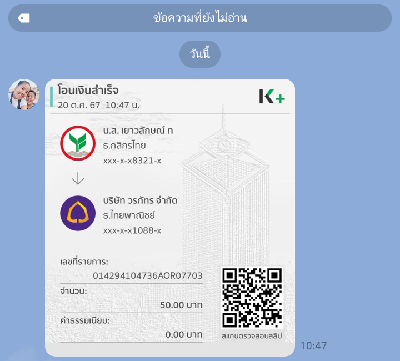 ข้อความที่ยังไม่อ่าน
วันนี้
โอนเงินสำเร็จ
20 ต.ค. 67 10:47 น.
K+
น.ส. เยาวลักษณ์ ท
ธ.กสิกรไทย
xxx-x-x8321-x
บริษัท วรภัทร จำกัด
ธ.ไทยพาณิชย์
xxx-x-x1088-x
เลขที่รายการ:
014294104736AOR07703
จำนวน:
50.00 บาท
ค่าธรรมเนียม:
0.00 บาท
สแกนตรวจสอบสลิป
10:47